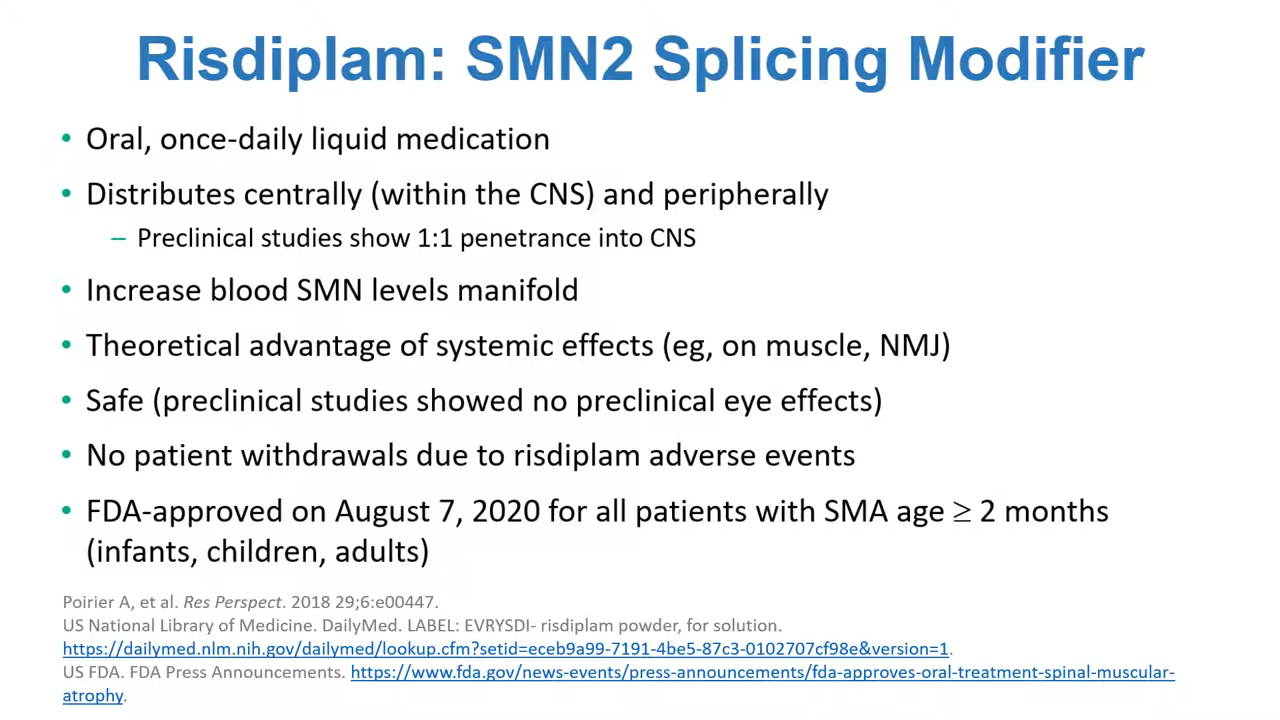 Risdiplam: SMN2 Splicing Modifier
• Oral, once-daily liquid medication
• Distributes centrally (within the CNS) and peripherally
– Preclinical studies show 1:1 penetrance into CNS
• Increase blood SMN levels manifold
• Theoretical advantage of systemic effects (eg, on muscle, NMJ)
• Safe (preclinical studies showed no preclinical eye effects)
• No patient withdrawals due to risdiplam adverse events
• FDA-approved on August 7, 2020 for all patients with SMA age ≥ 2 months
(infants, children, adults)
Poirier A, et al. Res Perspect. 2018 29;6:e00447.
US National Library of Medicine. DailyMed. LABEL: EVRYSDI- risdiplam powder, for solution.
https://dailymed.nlm.nih.gov/dailymed/lookup.cfm?setid=eceb9a99-7191-4be5-87c3-0102707cf98e&version=1.
US FDA. FDA Press Announcements. https://www.fda.gov/news-events/press-announcements/fda-approves-oral-treatment-spinal-muscular-
atrophy.